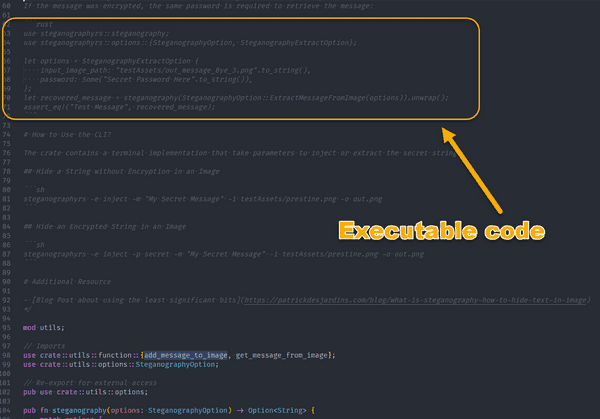 60 If the message was encrypted, the same password is required to retrieve the message:
61
62 ```rust
63 use steganographyrs::steganography;
64 use steganographyrs::options::{SteganographyOption, SteganographyExtractOption};
65
66 let options = SteganographyExtractOption {
67 input_image_path: "testAssets/out_message_Bye_3.png".to_string(),
68 password: Some("Secret Password Here".to_string()),
69 };
70 let recovered_message = steganography(SteganographyOption::ExtractMessageFromImage(options)).unwrap();
71 assert_eq!("Test Message", recovered_message);
73
74 # How to Use the CLI?
75
76 The crate contains a terminal implementation that take parameters to inject or extract the secret string
77
78 ## Hide a String without Encryption in an Image
79
80 ```sh
81 steganographyrs -e inject -m "My Secret Message" -i testAssets/prestine.png -o out.png
Executable code
83
84 ## Hide an Encrypted String in an Image
85
86 ```sh
87 steganographyrs -e inject -p secret -m "My Secret Message" -i testAssets/prestine.png -o out.png
88 ```
89
90 # Additional Resource
91
92 - [Blog Post about using the least significant bits](https://patrickdesjardins.com/blog/what-is-steganography-how-to-hide-text-in-image)
93 */
94
95 mod utils;
96
97 // Imports
98 use crate::utils::function::{add_message_to_image, get_message_from_image};
99 use crate::utils::options::SteganographyOption;
100
101 // Re-export for external access
102 pub use crate::utils::options;
103
104 pub fn steganography(options: SteganographyOption) -> Option<String> {